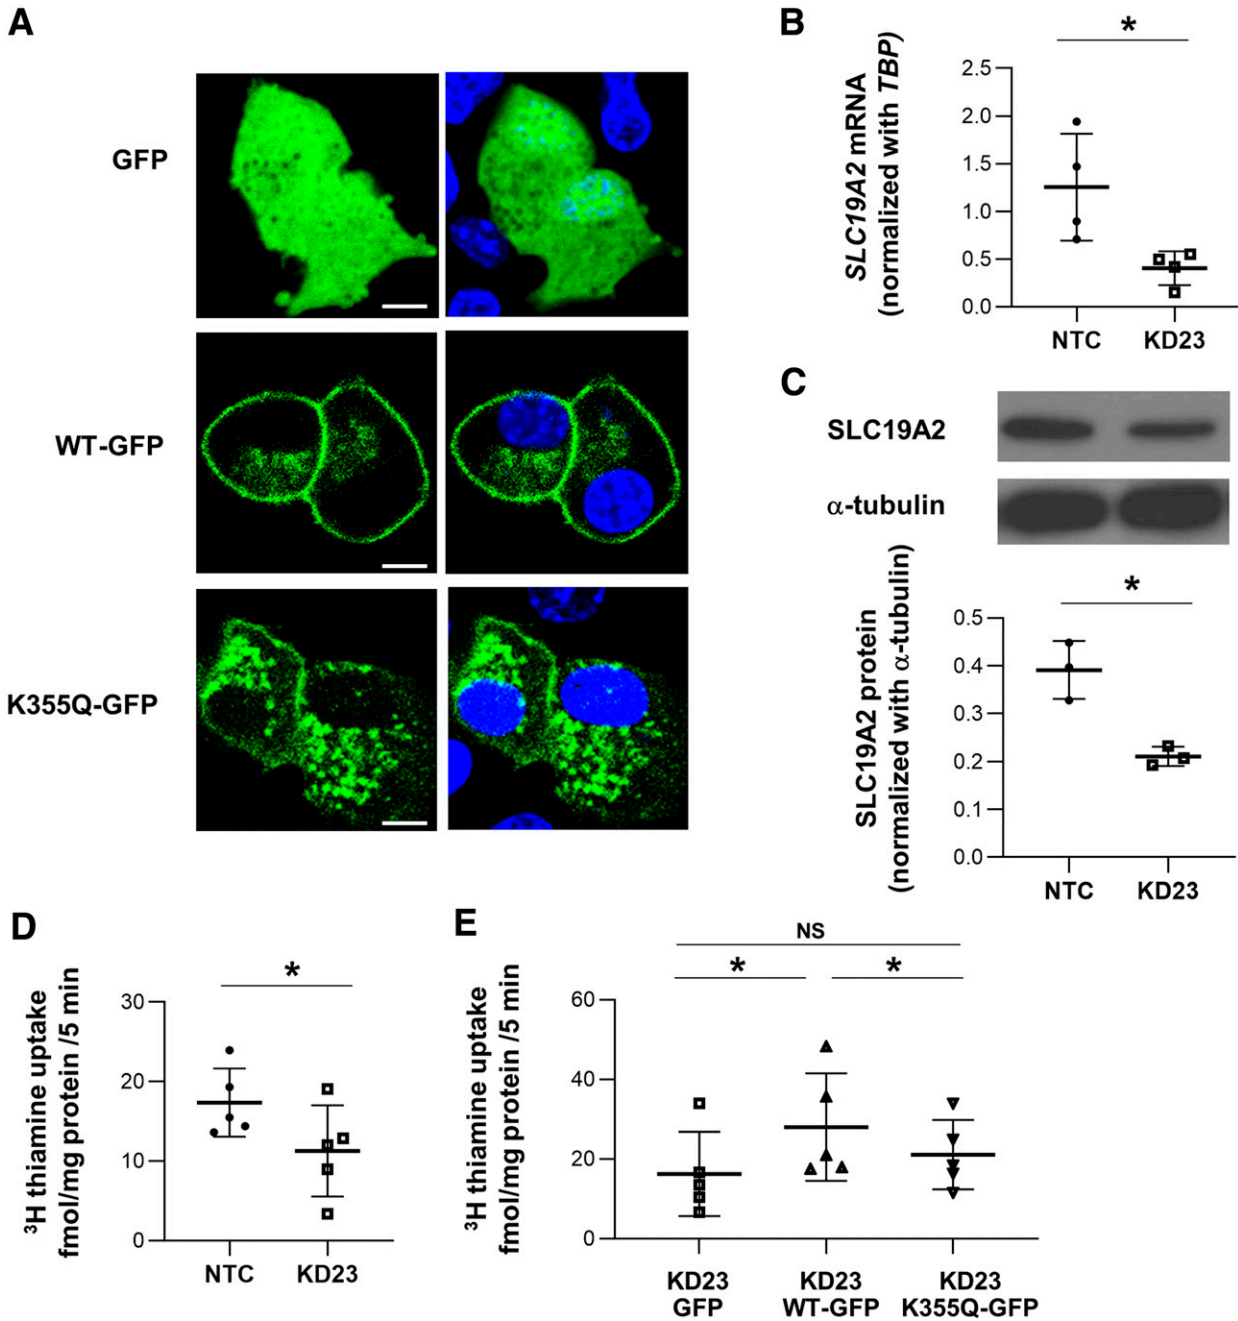 A
GFP
WT-GFP
K355Q-GFP
B
*
SLC19A2 mRNA
(normalized with TBP)
2.5
2.0
1.5
1.0
0.5
0.0
NTC KD23
C
SLC19A2
α-tubulin
*
SLC19A2 protein
(normalized with α-tubulin)
0.5
0.4
0.3
0.2
0.1
0.0
NTC KD23
D
*
³H thiamine uptake
fmol/mg protein /5 min
30
20
10
0
NTC KD23
E
NS
* *
³H thiamine uptake
fmol/mg protein /5 min
60
40
20
0
KD23 KD23 KD23
GFP WT-GFP K355Q-GFP